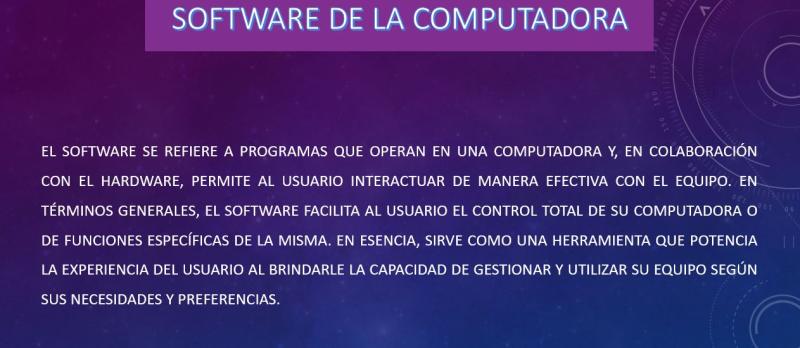 SOFTWARE DE LA COMPUTADORA
EL SOFTWARE SE REFIERE A PROGRAMAS QUE OPERAN EN UNA COMPUTADORA Y, EN COLABORACIÓN
CON EL HARDWARE, PERMITE AL USUARIO INTERACTUAR DE MANERA EFECTIVA CON EL EQUIPO. EN
TÉRMINOS GENERALES, EL SOFTWARE FACILITA AL USUARIO EL CONTROL TOTAL DE SU COMPUTADORA O
DE FUNCIONES ESPECÍFICAS DE LA MISMA. EN ESENCIA, SIRVE COMO UNA HERRAMIENTA QUE POTENCIA
LA EXPERIENCIA DEL USUARIO AL BRINDARLE LA CAPACIDAD DE GESTIONAR Y UTILIZAR SU EQUIPO SEGÚN
SUS NECESIDADES Y PREFERENCIAS.